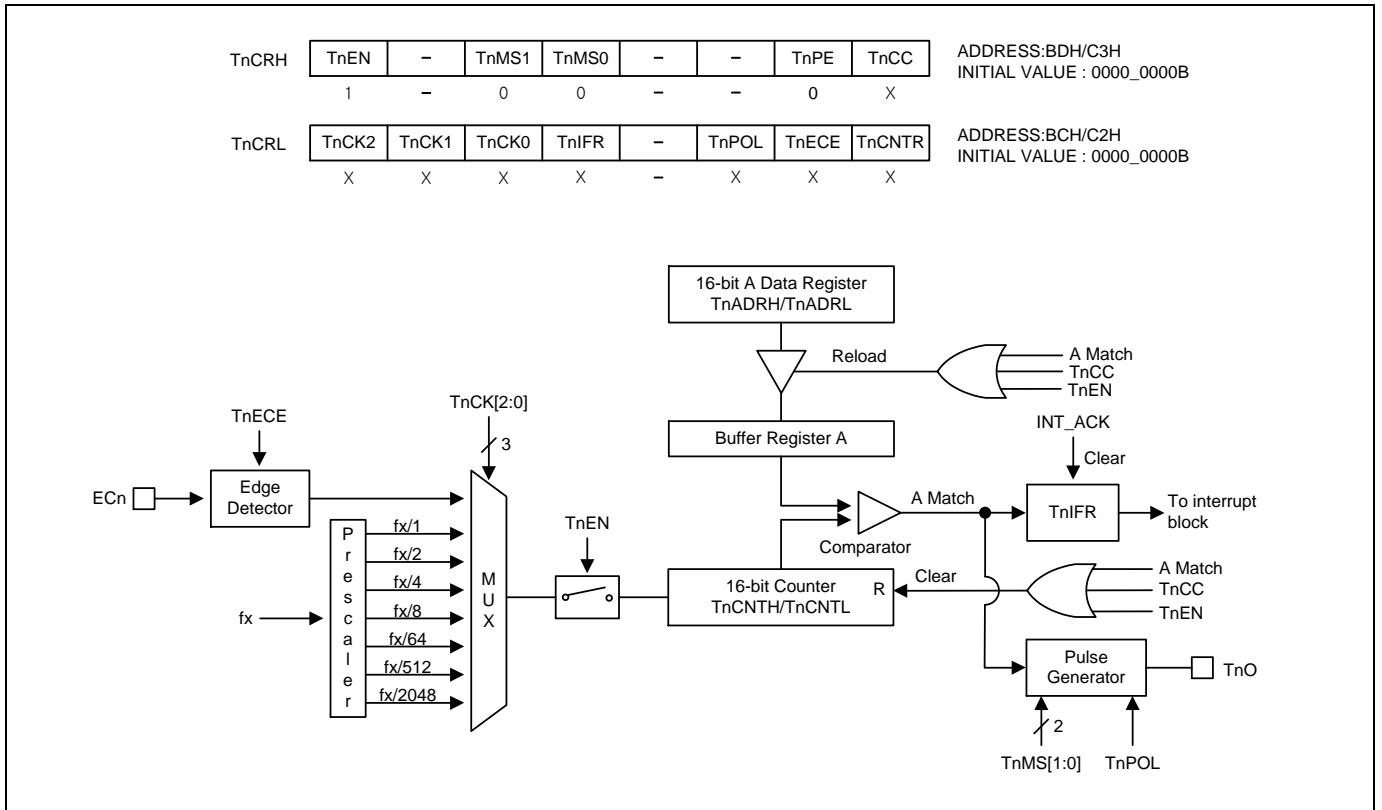 TnCRH TnEN – TnMS1 TnMS0 – – TnPE TnCC ADDRESS:BDH/C3H
INITIAL VALUE : 0000_0000B
1 – 0 0 – – 0 X
TnCRL TnCK2 TnCK1 TnCK0 TnIFR – TnPOL TnECE TnCNTR ADDRESS:BCH/C2H
INITIAL VALUE : 0000_0000B
X X X X – X X X
16-bit A Data Register
TnADRH/TnADRL
Reload
A Match
TnCC
TnEN
TnECE
TnCK[2:0]
3
Buffer Register A
INT_ACK
Clear
ECn
Edge
Detector
A Match
Comparator
TnIFR
To interrupt
block
fx
Prescaler
fx/1
fx/2
fx/4
fx/8
fx/64
fx/512
fx/2048
MUX
TnEN
16-bit Counter
TnCNTH/TnCNTL
R
Clear
A Match
TnCC
TnEN
Pulse
Generator
TnO
2
TnMS[1:0]
TnPOL